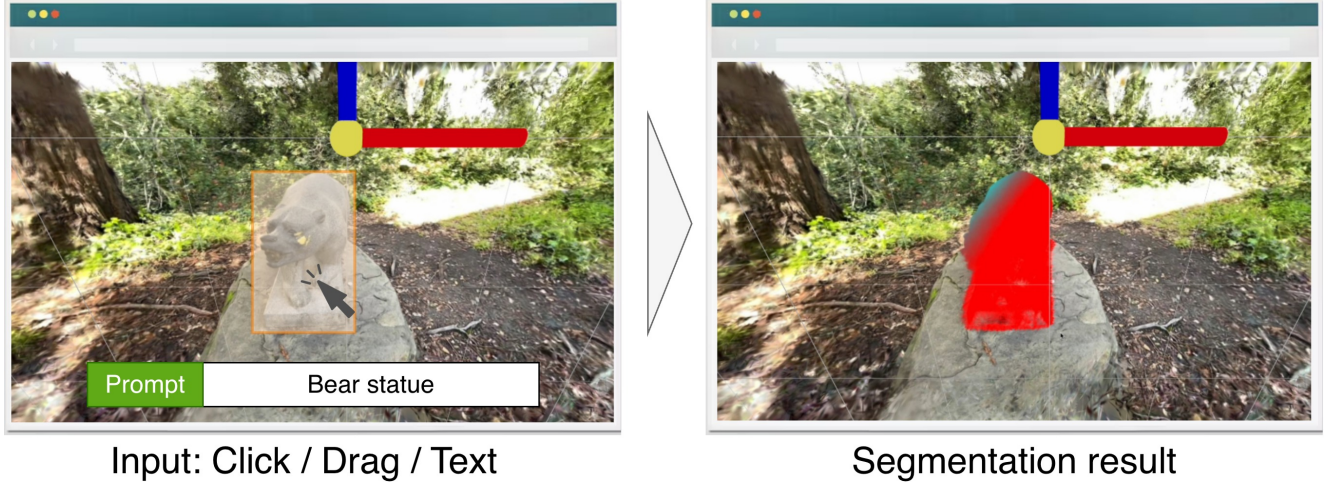 Prompt
Bear statue
Input: Click / Drag / Text
Segmentation result